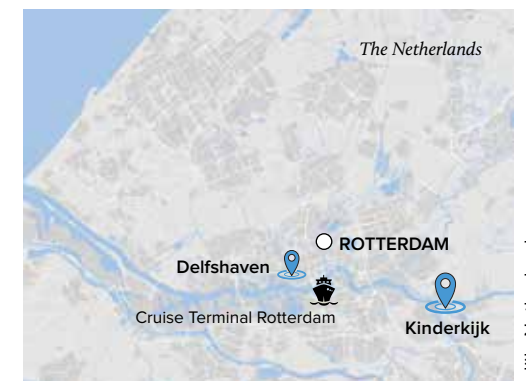 The Netherlands
ROTTERDAM
Delfshaven
Cruise Terminal Rotterdam
Kinderkijk